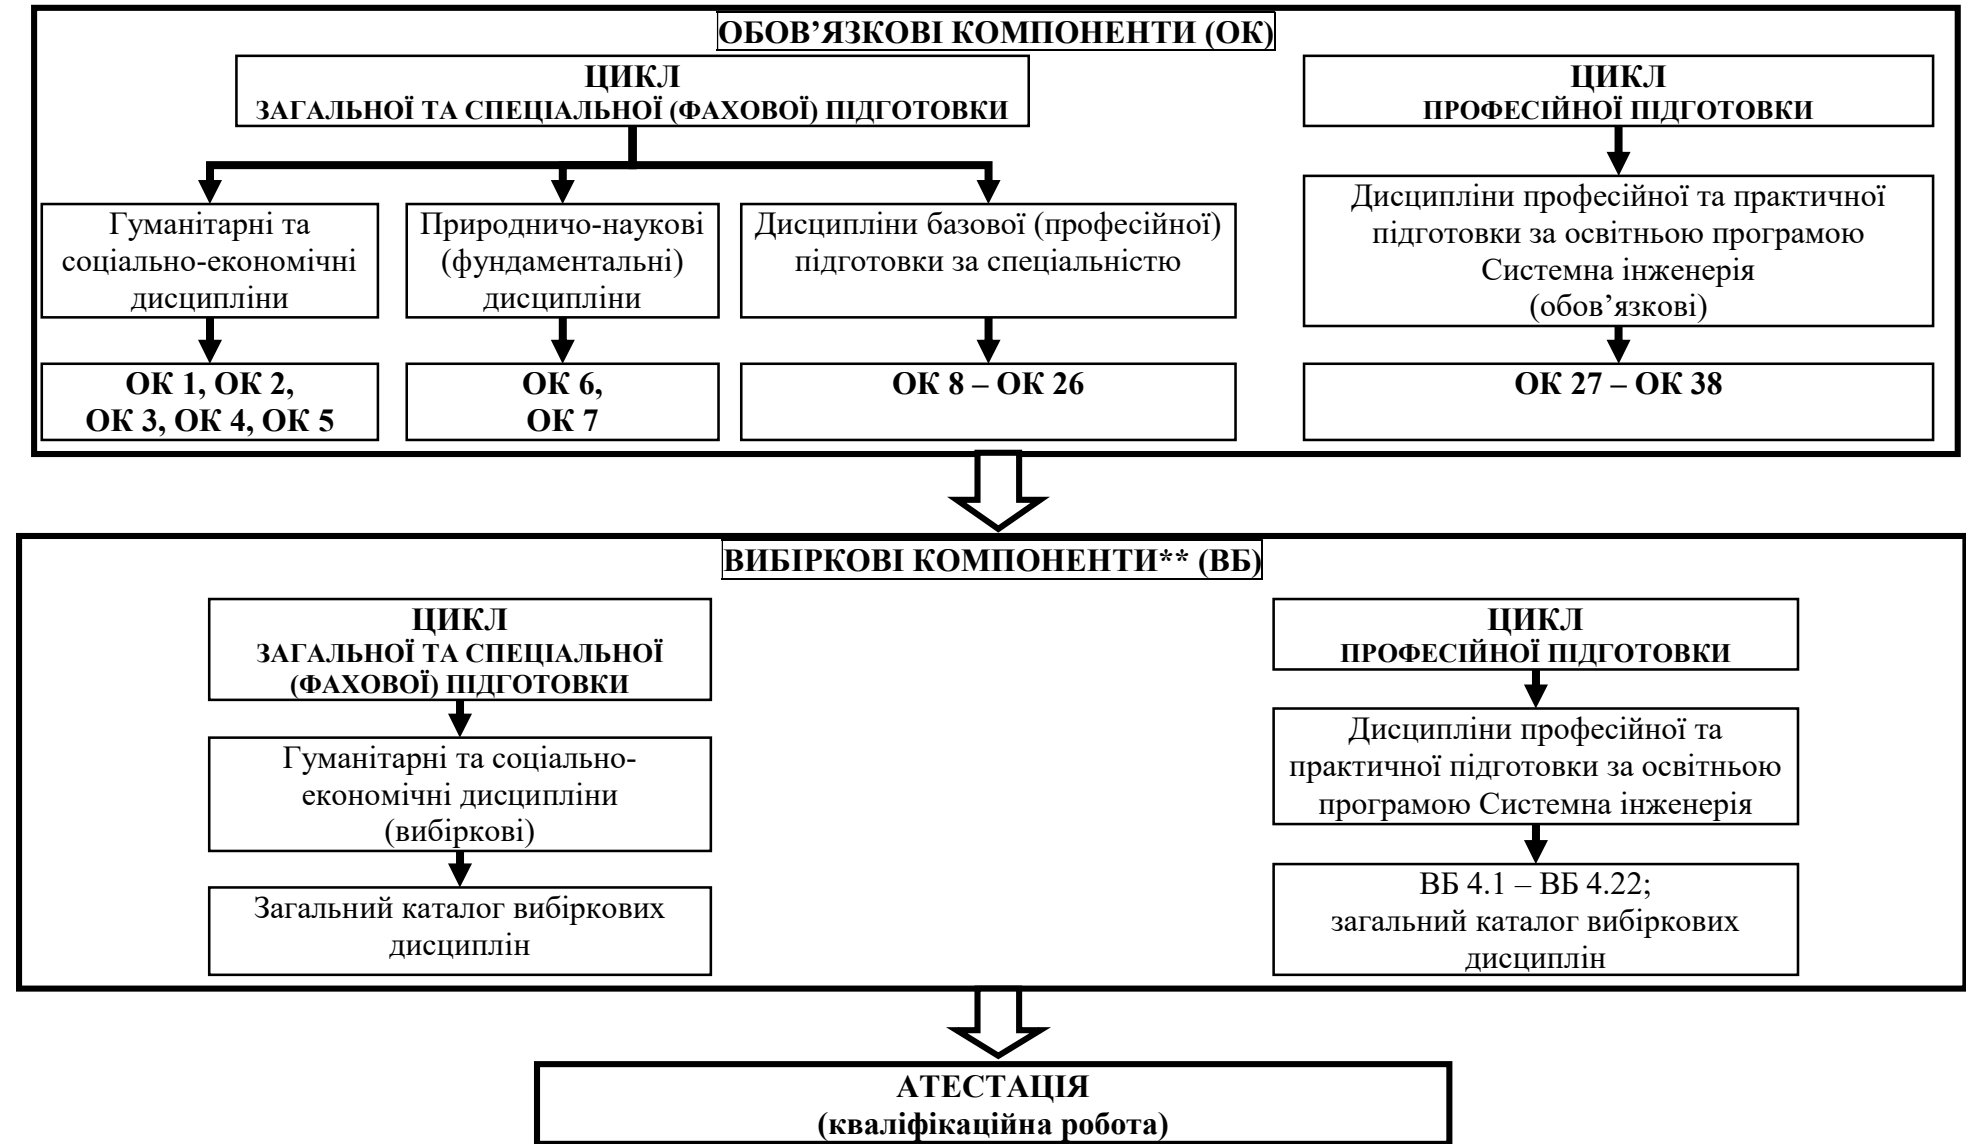 ОБОВ’ЯЗКОВІ КОМПОНЕНТИ (ОК)
ЦИКЛ
ЗАГАЛЬНОЇ ТА СПЕЦІАЛЬНОЇ (ФАХОВОЇ) ПІДГОТОВКИ
ЦИКЛ
ПРОФЕСІЙНОЇ ПІДГОТОВКИ
Гуманітарні та
соціально-економічні
дисципліни
Природничо-наукові
(фундаментальні)
дисципліни
Дисципліни базової (професійної)
підготовки за спеціальністю
Дисципліни професійної та практичної
підготовки за освітньою програмою
Системна інженерія
(обов’язкові)
ОК 1, ОК 2,
ОК 3, ОК 4, ОК 5
ОК 6,
ОК 7
ОК 8 – ОК 26
ОК 27 – ОК 38
ВИБІРКОВІ КОМПОНЕНТИ** (ВБ)
ЦИКЛ
ЗАГАЛЬНОЇ ТА СПЕЦІАЛЬНОЇ
(ФАХОВОЇ) ПІДГОТОВКИ
ЦИКЛ
ПРОФЕСІЙНОЇ ПІДГОТОВКИ
Гуманітарні та соціально-
економічні дисципліни
(вибіркові)
Дисципліни професійної та
практичної підготовки за освітньою
програмою Системна інженерія
Загальний каталог вибіркових
дисциплін
ВБ 4.1 – ВБ 4.22;
загальний каталог вибіркових
дисциплін
АТЕСТАЦІЯ
(кваліфікаційна робота)